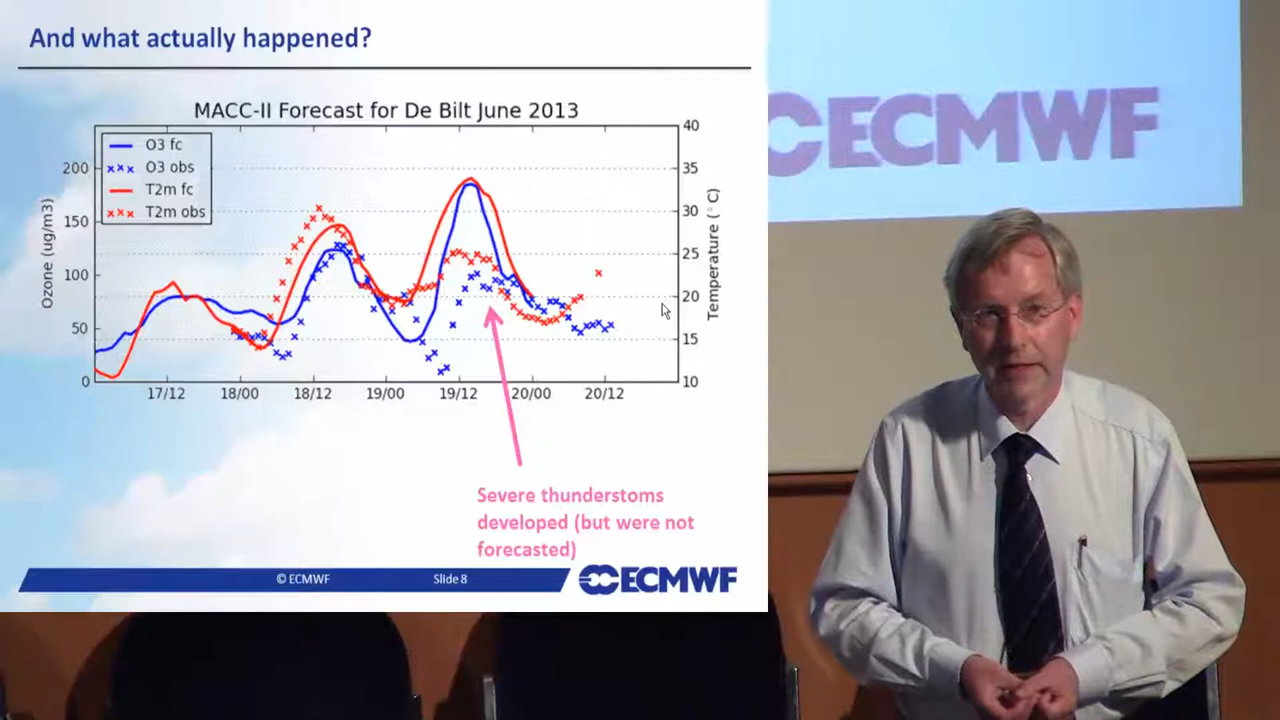 And what actually happened?
MACC-II Forecast for De Bilt June 2013
O3 fc
O3 obs
T2m fc
T2m obs
Ozone (ug/m3)
200
150
100
50
0
Temperature (°C)
40
35
30
25
20
15
10
17/12 18/00 18/12 19/00 19/12 20/00 20/12
Severe thunderstoms
developed (but were not
forecasted)
© ECMWF Slide 8
ECMWF
ECMWF